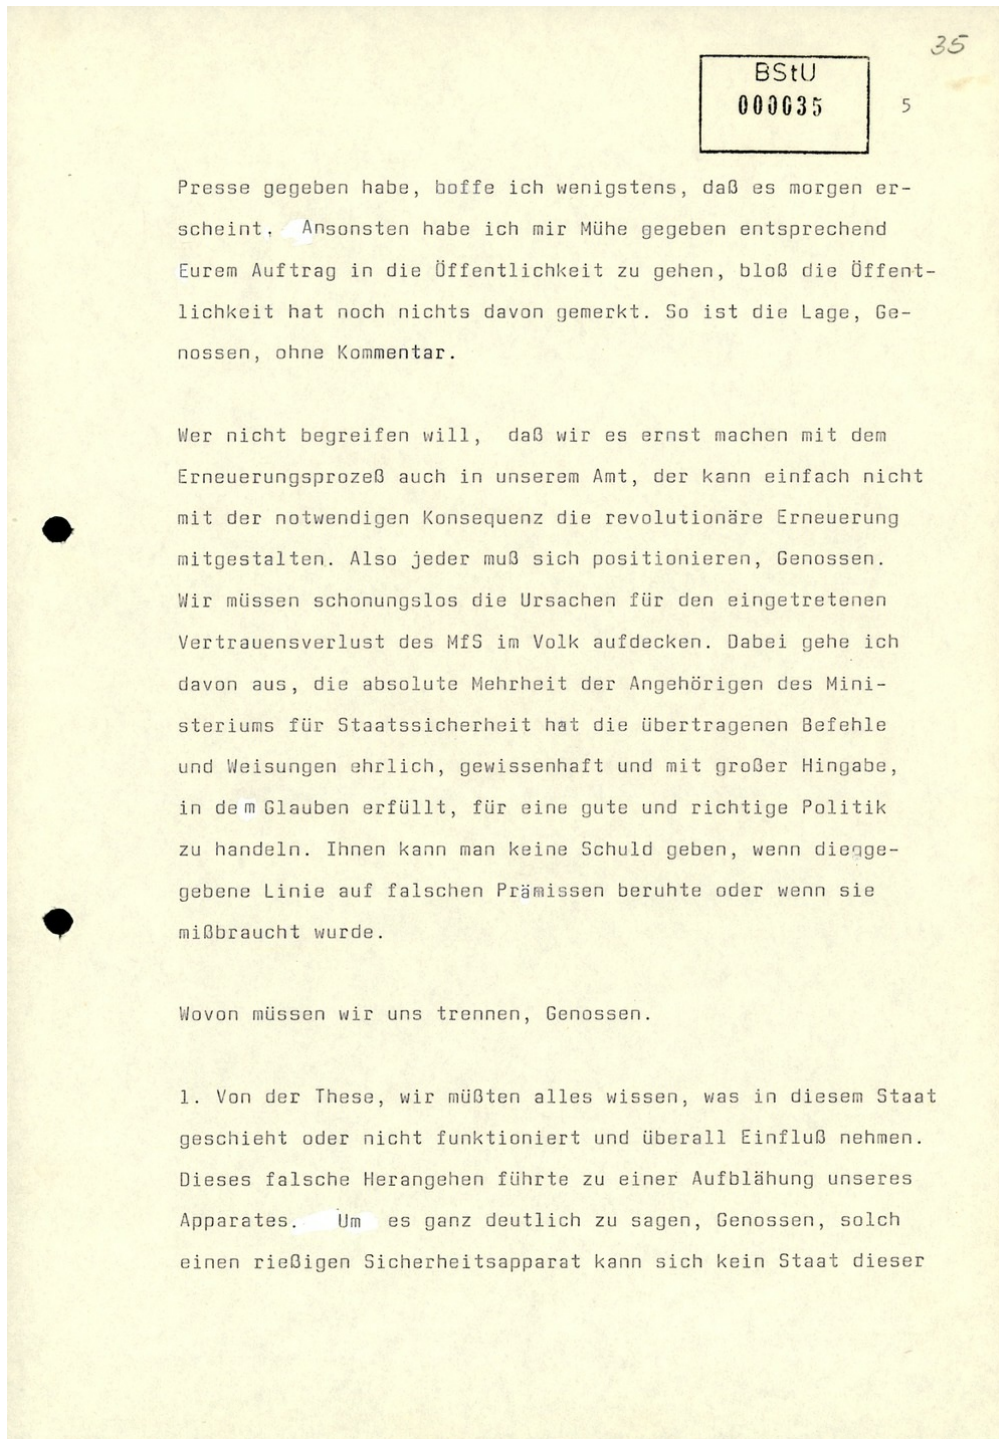 35
BStU
000035
5
Presse gegeben habe, boffe ich wenigstens, daß es morgen er-
scheint. Ansonsten habe ich mir Mühe gegeben entsprechend
Eurem Auftrag in die Öffentlichkeit zu gehen, bloß die Öffent-
lichkeit hat noch nichts davon gemerkt. So ist die Lage, Ge-
nossen, ohne Kommentar.
Wer nicht begreifen will, daß wir es ernst machen mit dem
Erneuerungsprozeß auch in unserem Amt, der kann einfach nicht
mit der notwendigen Konsequenz die revolutionäre Erneuerung
mitgestalten. Also jeder muß sich positionieren, Genossen.
Wir müssen schonungslos die Ursachen für den eingetretenen
Vertrauensverlust des MfS im Volk aufdecken. Dabei gehe ich
davon aus, die absolute Mehrheit der Angehörigen des Mini-
steriums für Staatssicherheit hat die übertragenen Befehle
und Weisungen ehrlich, gewissenhaft und mit großer Hingabe,
in dem Glauben erfüllt, für eine gute und richtige Politik
zu handeln. Ihnen kann man keine Schuld geben, wenn
gebene Linie auf falschen Prämissen beruhte oder wenn sie
mißbraucht wurde.
Wovon müssen wir uns trennen, Genossen.
1. Von der These, wir müßten alles wissen, was in diesem Staat
geschieht oder nicht funktioniert und überall Einfluß nehmen.
Dieses falsche Herangehen führte zu einer Aufblähung unseres
Apparates. Um es ganz deutlich zu sagen, Genossen, solch
einen rießigen Sicherheitsapparat kann sich kein Staat dieser